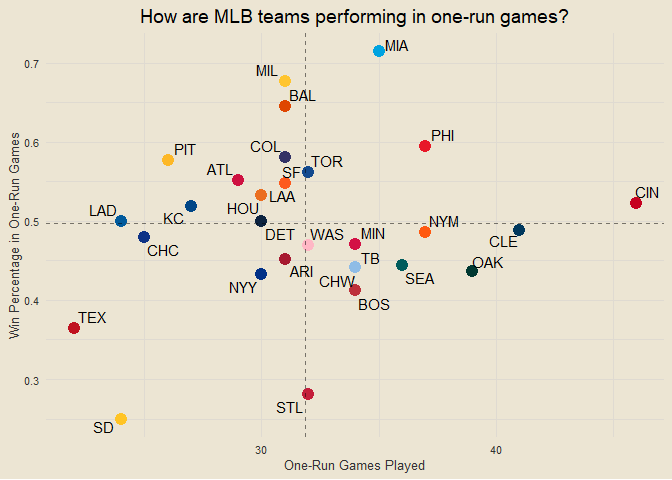 How are MLB teams performing in one-run games?
MIA
0.7
MIL
BAL
PHI
0.6
PIT
COL
TOR
ATL
SF
LAA
CIN
LAD
KC
HOU
0.5
NYM
DET
WAS
MIN
CLE
CHC
TB
OAK
ARI
CHW
SEA
NYY
BOS
0.4
TEX
0.3
STL
SD
30
40
One-Run Games Played
Win Percentage in One-Run Games